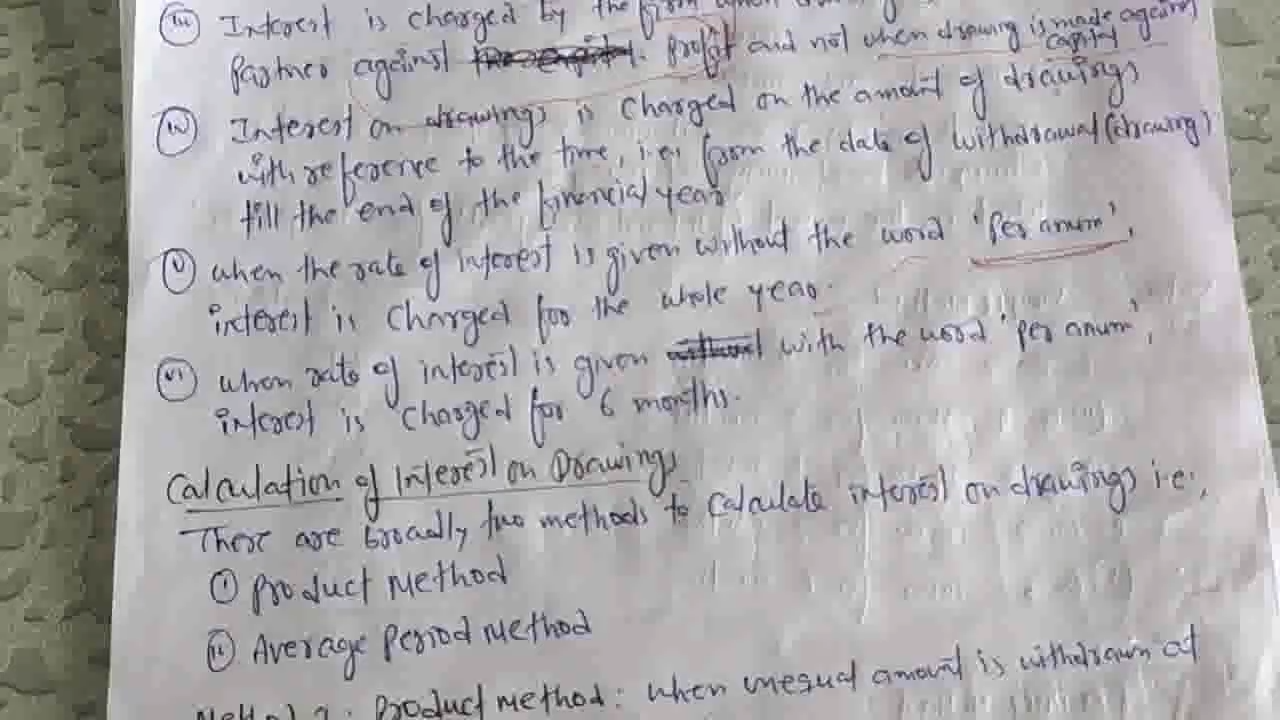 (iii) Interest is charged by the firm when
Partner against profit and not when drawing is made against capital
(iv) Interest on drawings is charged on the amount of drawings
with reference to the time, i.e. from the date of withdrawal (drawing)
till the end of the financial year
(v) when the rate of interest is given without the word 'Per anum',
interest is charged for the whole year.
(vi) when rate of interest is given with the word 'per anum',
interest is charged for 6 months.
Calculation of Interest on Drawings
There are broadly two methods to calculate interest on drawings i.e.,
(i) Product Method
(ii) Average Period Method
Product method: when unequal amount is withdrawn at